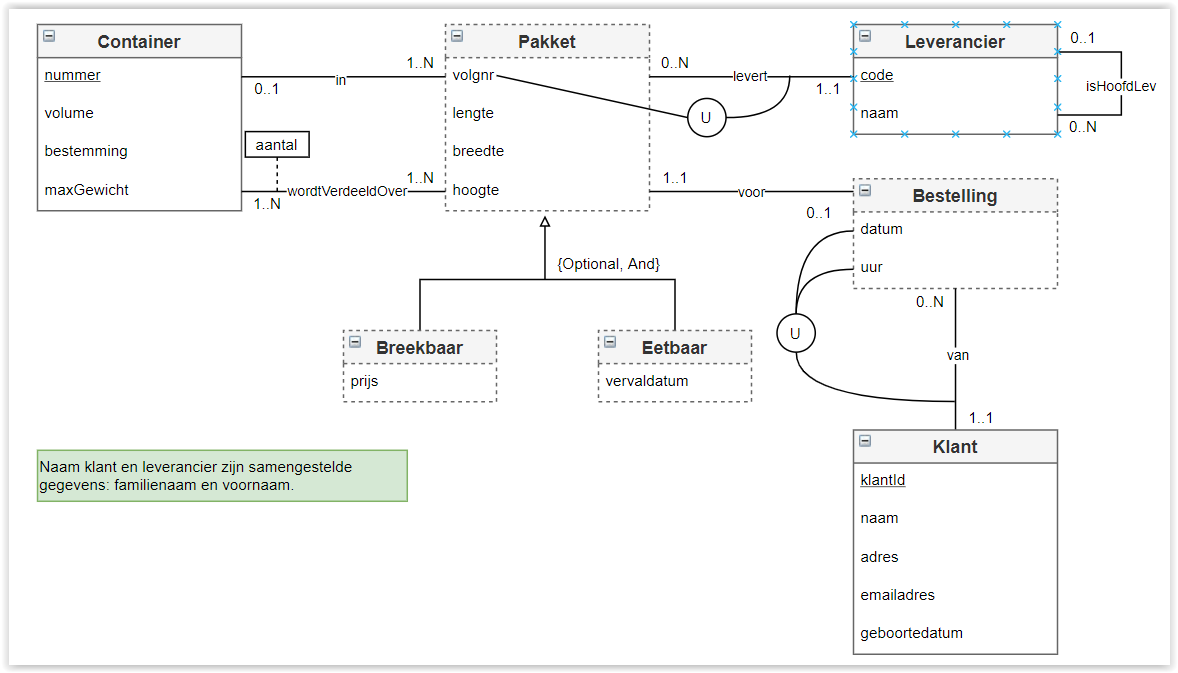 Container
nummer
volume
bestemming
maxGewicht
0..1
in
1..N
aantal
1..N
wordtVerdeeldOver
1..N
Pakket
volgnr
lengte
breedte
hoogte
0..N
levert
1..1
U
Leverancier
code
naam
0..1
isHoofdLev
0..N
1..1
voor
0..1
Bestelling
datum
uur
{Optional, And}
Breekbaar
prijs
Eetbaar
vervaldatum
U
0..N
van
1..1
Klant
klantId
naam
adres
emailadres
geboortedatum
Naam klant en leverancier zijn samengestelde
gegevens: familienaam en voornaam.